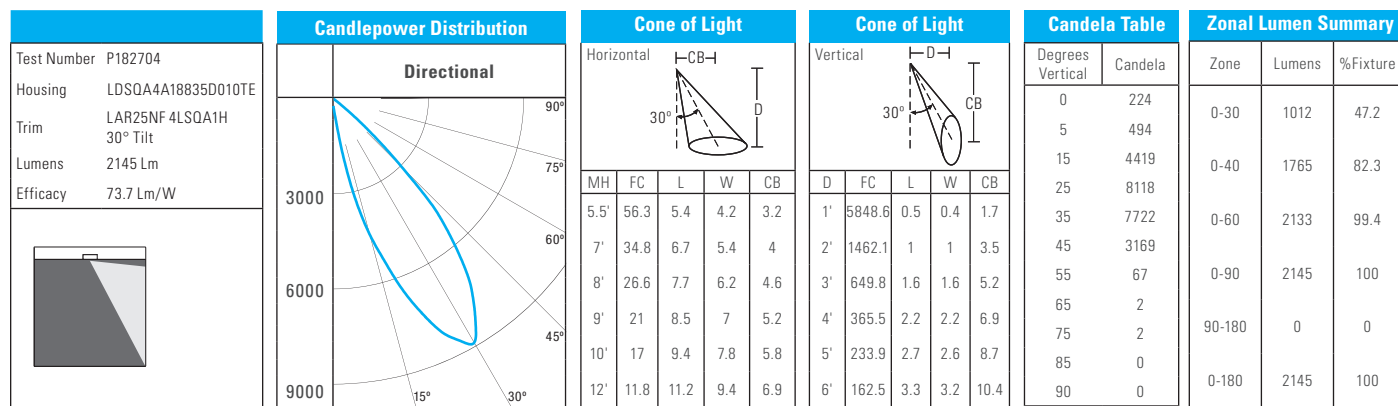 Test Number P182704
Housing LDSQA4A18835D010TE
Trim LAR25NF 4LSQA1H
30° Tilt
Lumens 2145 Lm
Efficacy 73.7 Lm/W
Candlepower Distribution
Directional
90°
75°
3000
60°
6000
45°
9000
15°
30°
Cone of Light
Horizontal
CB
30°
D
MH FC L W CB
5.5' 56.3 5.4 4.2 3.2
7' 34.8 6.7 5.4 4
8' 26.6 7.7 6.2 4.6
9' 21 8.5 7 5.2
10' 17 9.4 7.8 5.8
12' 11.8 11.2 9.4 6.9
Cone of Light
Vertical
D
30°
CB
D FC L W CB
1' 5848.6 0.5 0.4 1.7
2' 1462.1 1 1 3.5
3' 649.8 1.6 1.6 5.2
4' 365.5 2.2 2.2 6.9
5' 233.9 2.7 2.6 8.7
6' 162.5 3.3 3.2 10.4
Candela Table
Degrees
Vertical
Candela
0 224
5 494
15 4419
25 8118
35 7722
45 3169
55 67
65 2
75 2
85 0
90 0
Zonal Lumen Summary
Zone Lumens %Fixture
0-30 1012 47.2
0-40 1765 82.3
0-60 2133 99.4
0-90 2145 100
90-180 0 0
0-180 2145 100